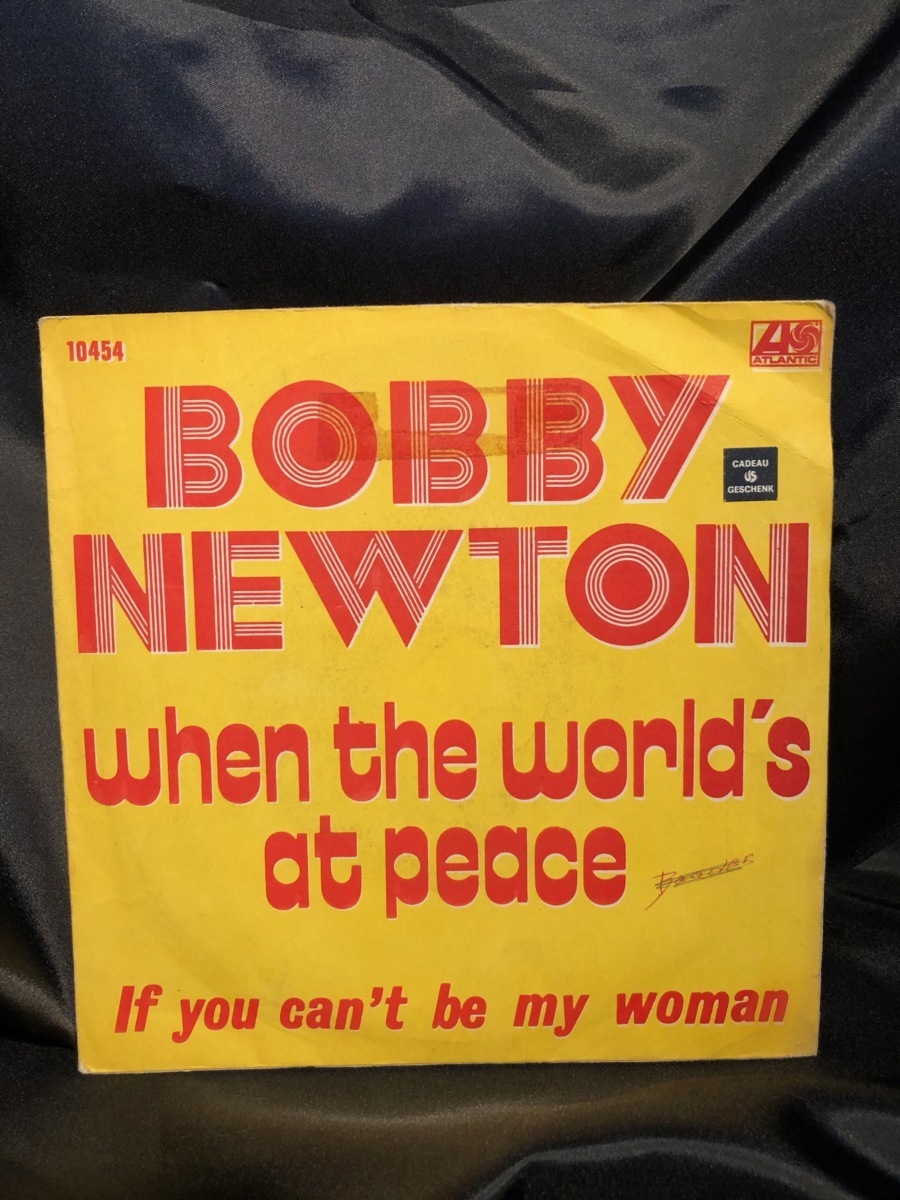 10454
ATLANTIC
BOBBY
CADEAU
GESCHENK
NEWTON
when the world's
at peace
If you can't be my woman